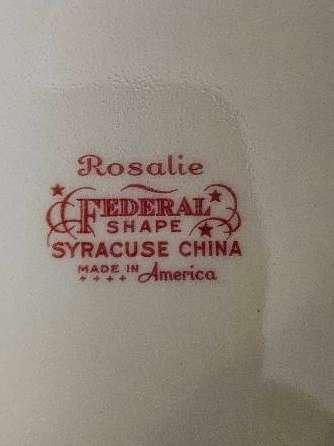 Rosalie
FEDERAL
SHAPE
SYRACUSE CHINA
MADE IN America